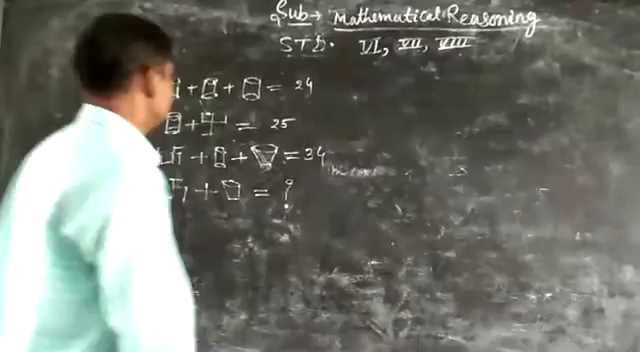 Sub → Mathematical Reasoning
STD. VI, VII, VIII
+ + = 24
+ = 25
+ + = 34
+ = ?